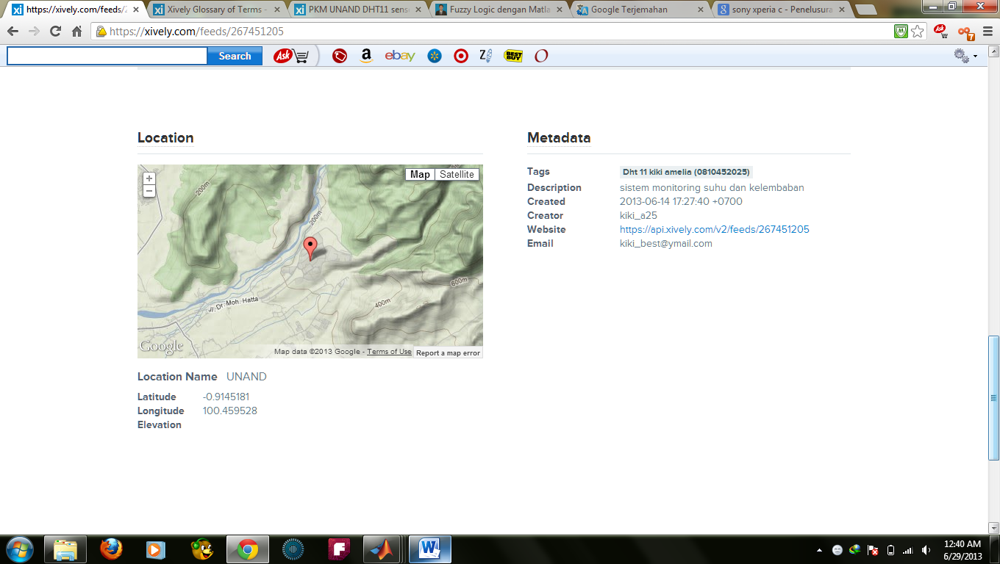 https://xively.com/feeds/2
Xively Glossary of Terms -
PKM UNAND DHT11 sens
Fuzzy Logic dengan Matla
Google Terjemahan
sony xperia c - Penelusura
https://xively.com/feeds/267451205
Search
Ask
a
ebay
BEST BUY
Location
Metadata
Map
Satellite
200m
200m
600m
400m
Jl. Dr. Moh. Hatta
Google
Map data ©2013 Google - Terms of Use
Report a map error
Location Name UNAND
Latitude -0.9145181
Longitude 100.459528
Elevation
Tags Dht 11 kiki amelia (0810452025)
Description sistem monitoring suhu dan kelembaban
Created 2013-06-14 17:27:40 +0700
Creator kiki_a25
Website https://api.xively.com/v2/feeds/267451205
Email kiki_best@ymail.com
12:40 AM
6/29/2013